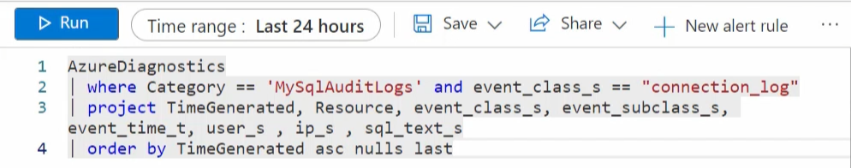 Run Time range : Last 24 hours Save Share New alert rule ...
1 AzureDiagnostics
2 | where Category == 'MySqlAuditLogs' and event_class_s == "connection_log"
3 | project TimeGenerated, Resource, event_class_s, event_subclass_s,
event_time_t, user_s , ip_s , sql_text_s
4 | order by TimeGenerated asc nulls last